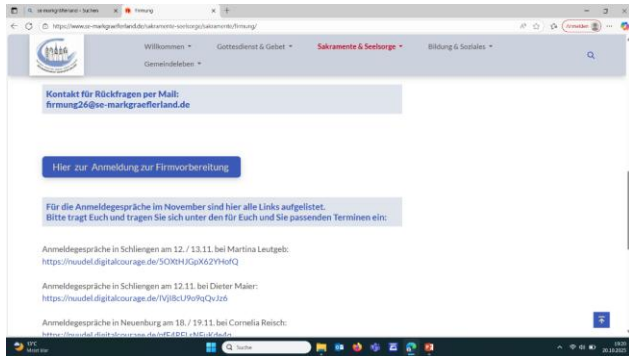 se-markgräflerland - Suchen
Firmung
https://www.se-markgraeflerland.de/sakramente-seelsorge/sakramente/firmung/
Anmelden
Willkommen
Gottesdienst & Gebet
Sakramente & Seelsorge
Bildung & Soziales
Gemeindeleben
Kontakt für Rückfragen per Mail:
firmung26@se-markgraeflerland.de
Hier zur Anmeldung zur Firmvorbereitung
Für die Anmeldegespräche im November sind hier alle Links aufgelistet.
Bitte tragt Euch und tragen Sie sich unter den für Euch und Sie passenden Terminen ein:
Anmeldegespräche in Schliengen am 12. / 13.11. bei Martina Leutgeb:
https://nuudel.digitalcourage.de/5OXtHJGpX62YHofQ
Anmeldegespräche in Schliengen am 12.11. bei Dieter Maier:
https://nuudel.digitalcourage.de/IVjI8cU9o9qQvJz6
Anmeldegespräche in Neuenburg am 18. / 19.11. bei Cornelia Reisch:
Suche